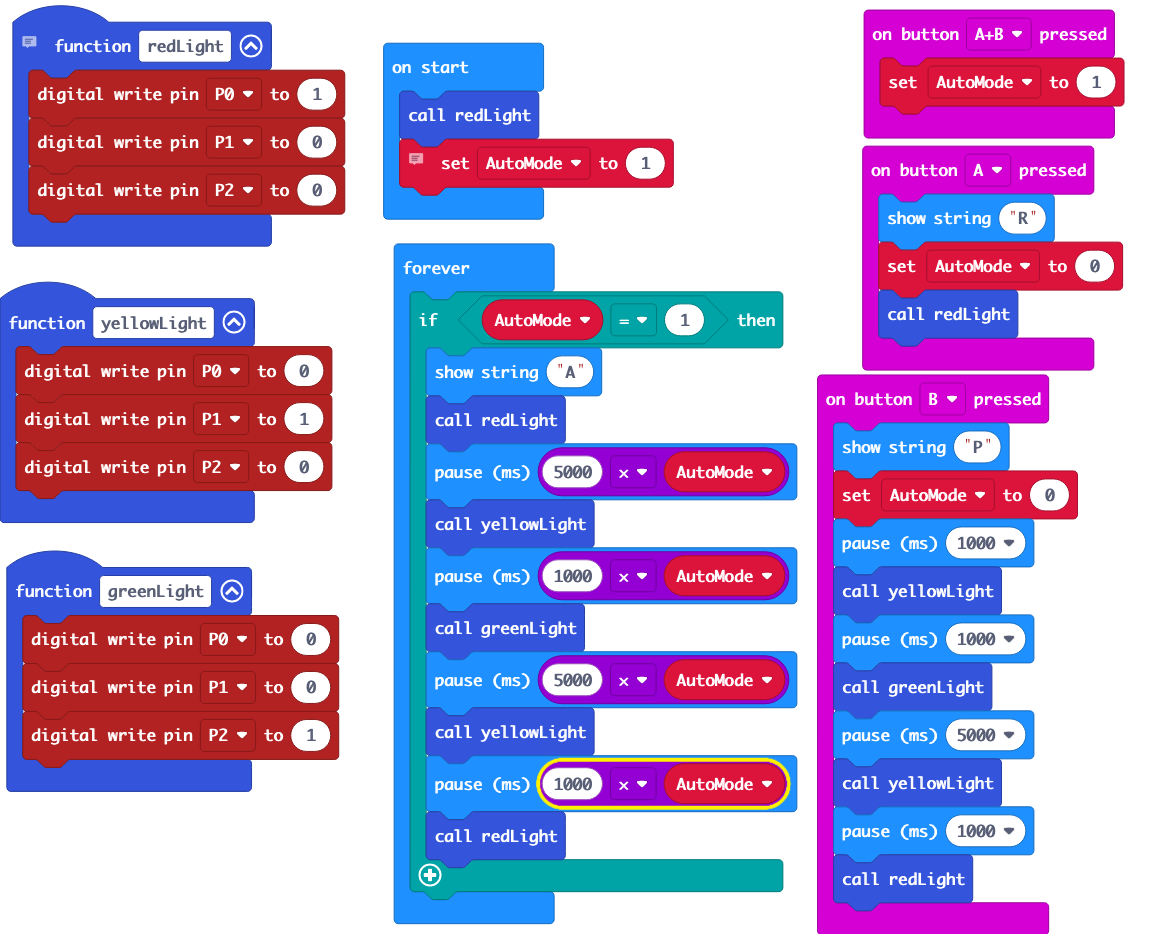 function redLight
digital write pin P0 to 1
digital write pin P1 to 0
digital write pin P2 to 0
function yellowLight
digital write pin P0 to 0
digital write pin P1 to 1
digital write pin P2 to 0
function greenLight
digital write pin P0 to 0
digital write pin P1 to 0
digital write pin P2 to 1
on start
call redLight
set AutoMode to 1
forever
if AutoMode = 1 then
show string "A"
call redLight
pause (ms) 5000 × AutoMode
call yellowLight
pause (ms) 1000 × AutoMode
call greenLight
pause (ms) 5000 × AutoMode
call yellowLight
pause (ms) 1000 × AutoMode
call redLight
on button A+B pressed
set AutoMode to 1
on button A pressed
show string "R"
set AutoMode to 0
call redLight
on button B pressed
show string "P"
set AutoMode to 0
pause (ms) 1000
call yellowLight
pause (ms) 1000
call greenLight
pause (ms) 5000
call yellowLight
pause (ms) 1000
call redLight